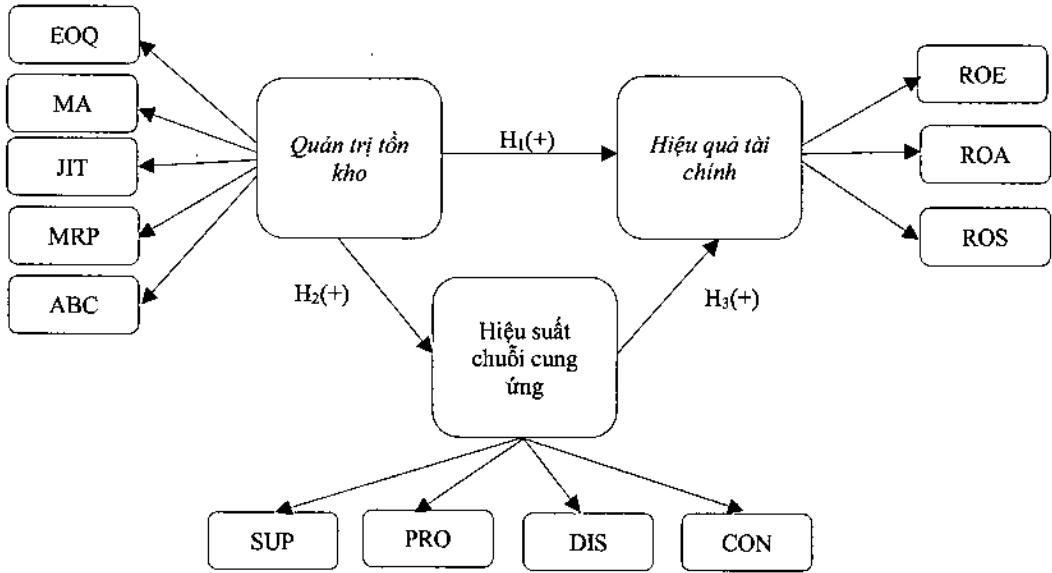 EOQ
MA
JIT
MRP
ABC
Quản trị tồn
kho
H₁(+)
Hiệu quả tài
chính
ROE
ROA
ROS
H₂(+)
H₃(+)
Hiệu suất
chuỗi cung
ứng
SUP
PRO
DIS
CON